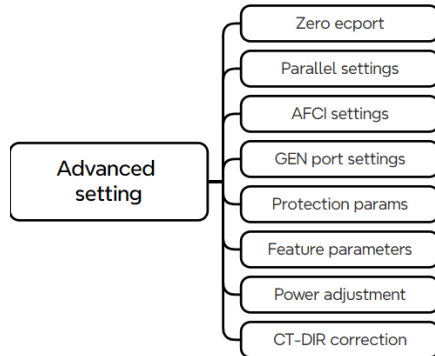 Zero ecport
Parallel settings
AFCI settings
GEN port settings
Advanced
setting
Protection params
Feature parameters
Power adjustment
CT-DIR correction